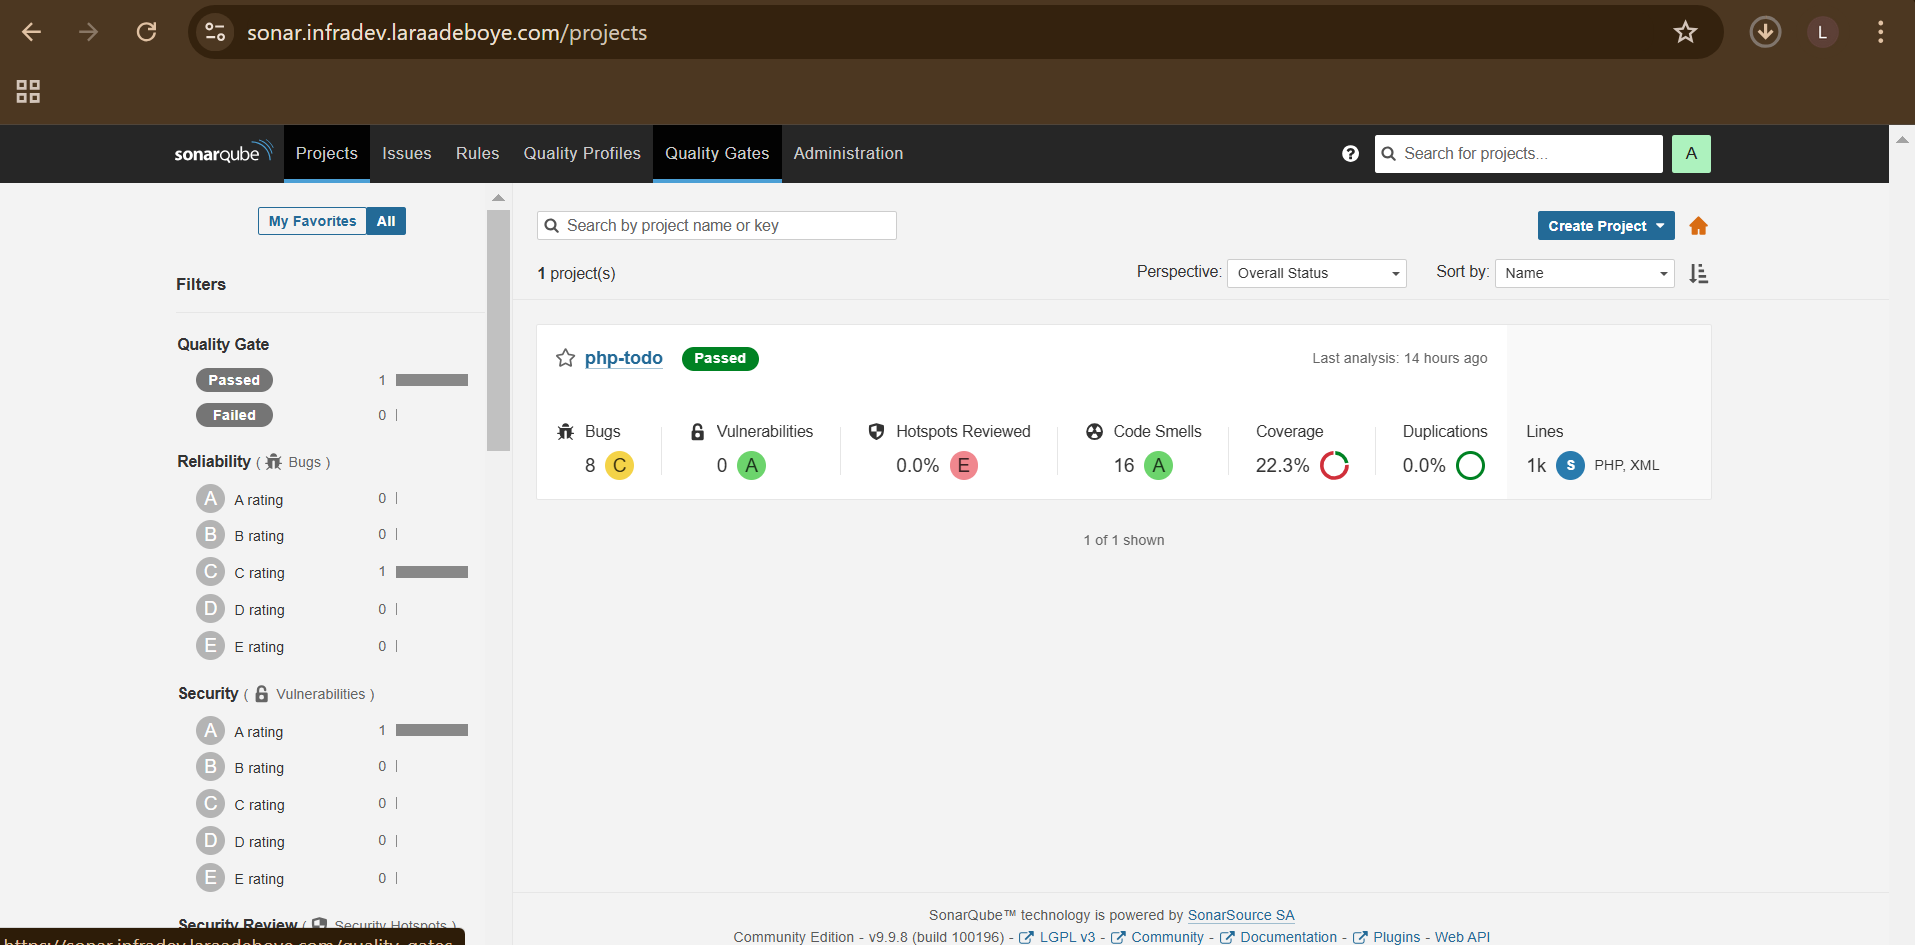 sonar.infradev.laraadeboye.com/projects
L
sonarqube Projects Issues Rules Quality Profiles Quality Gates Administration ? Search for projects... A
My Favorites All
Filters
Quality Gate
Passed 1
Failed 0
Reliability ( Bugs )
A A rating 0
B B rating 0
C C rating 1
D D rating 0
E E rating 0
Security ( Vulnerabilities )
A A rating 1
B B rating 0
C C rating 0
D D rating 0
E E rating 0
Security Review ( Security Hotspots )
https://sonar.infradev.laraadeboye.com/quality_gates
Search by project name or key
Create Project
1 project(s)
Perspective: Overall Status
Sort by: Name
php-todo Passed
Last analysis: 14 hours ago
Bugs
8 C
Vulnerabilities
0 A
Hotspots Reviewed
0.0% E
Code Smells
16 A
Coverage
22.3%
Duplications
0.0%
Lines
1k S PHP, XML
1 of 1 shown
SonarQube™ technology is powered by SonarSource SA
Community Edition - v9.9.8 (build 100196) - LGPL v3 - Community - Documentation - Plugins - Web API